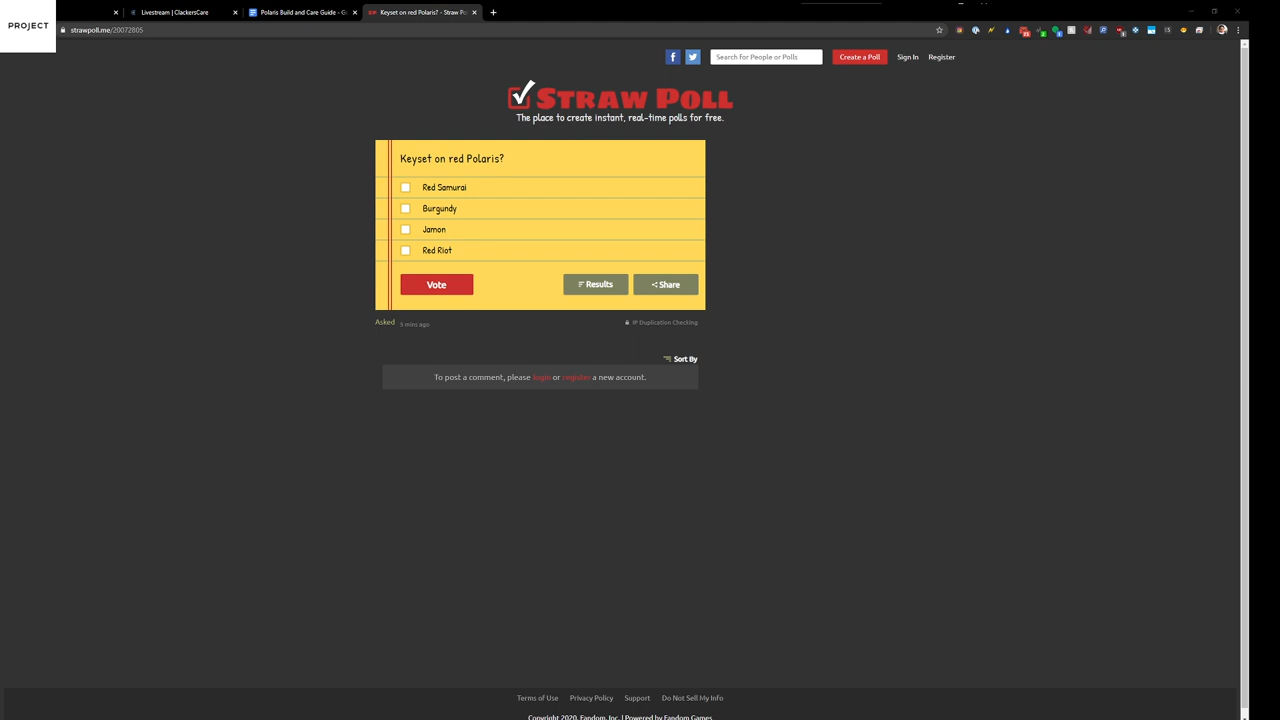 PROJECT
Livestream | ClackersCare
Polaris Build and Care Guide - G
Keyset on red Polaris? - Straw Po
strawpoll.me/20072805
Search for People or Polls
Create a Poll
Sign In
Register
STRAW POLL
The place to create instant, real-time polls for free.
Keyset on red Polaris?
Red Samurai
Burgundy
Jamon
Red Riot
Vote
Results
Share
Asked 5 mins ago
IP Duplication Checking
Sort By
To post a comment, please login or register a new account.
Terms of Use Privacy Policy Support Do Not Sell My Info
Copyright 2020, Fandom, Inc. | Powered by Fandom Games